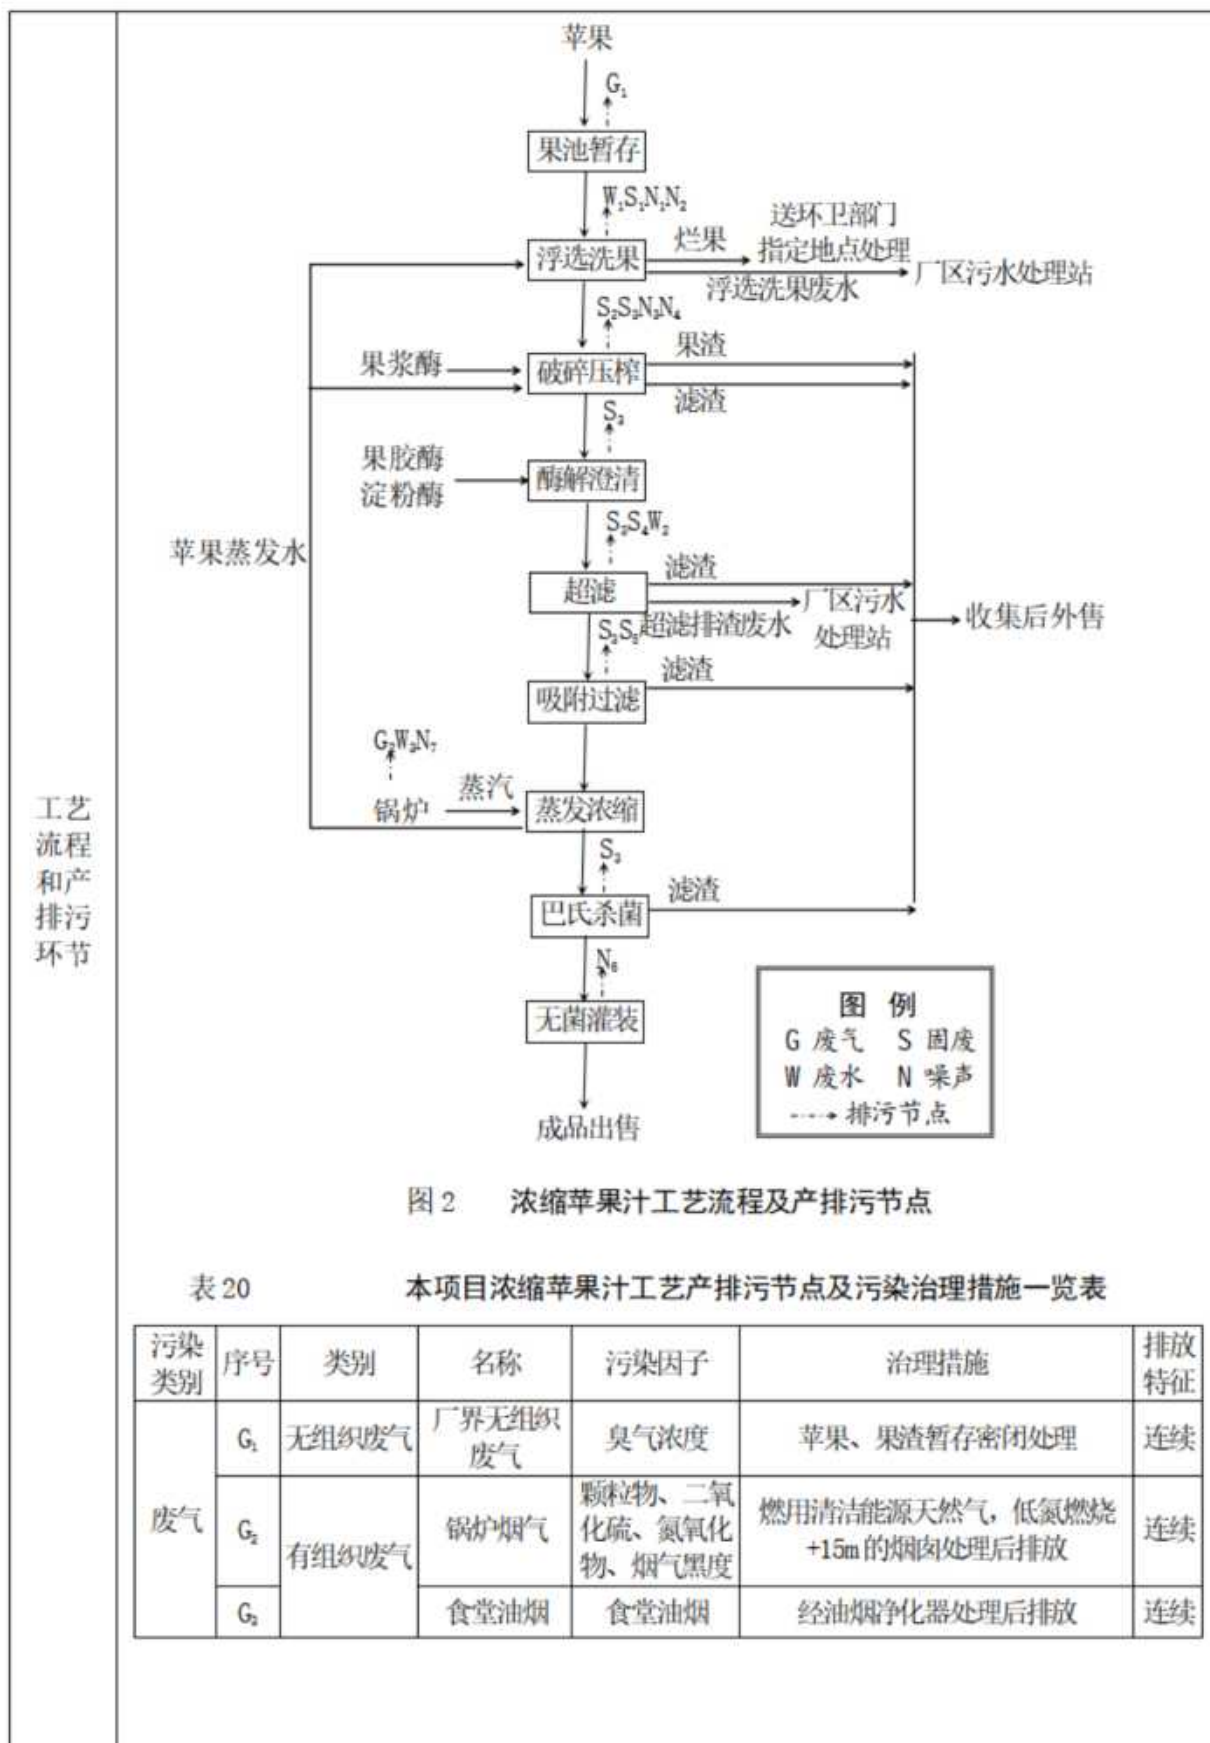 工艺
流程
和产
排污
环节
苹果
G₁
果池暂存
W₁S₁N₁N₂
浮选洗果
烂果
送环卫部门
指定地点处理
浮选洗果废水
厂区污水处理站
S₂S₃N₃N₄
果浆酶
破碎压榨
果渣
滤渣
S₃
果胶酶
淀粉酶
酶解澄清
苹果蒸发水
S₃S₄W₂
超滤
滤渣
超滤排渣废水
厂区污水
处理站
收集后外售
S₃S₅
吸附过滤
滤渣
G₂W₃N₇
锅炉
蒸汽
蒸发浓缩
S₃
巴氏杀菌
滤渣
N₆
无菌灌装
成品出售
图 例
G 废气 S 固废
W 废水 N 噪声
排污节点
图 2 浓缩苹果汁工艺流程及产排污节点
表 20 本项目浓缩苹果汁工艺产排污节点及污染治理措施一览表
污染类别 序号 类别 名称 污染因子 治理措施 排放特征
废气 G₁ 无组织废气 厂界无组织废气 臭气浓度 苹果、果渣暂存密闭处理 连续
G₂ 有组织废气 锅炉烟气 颗粒物、二氧化硫、氮氧化物、烟气黑度 燃用清洁能源天然气，低氮燃烧+15m的烟囱处理后排放 连续
G₃ 食堂油烟 食堂油烟 经油烟净化器处理后排放 连续